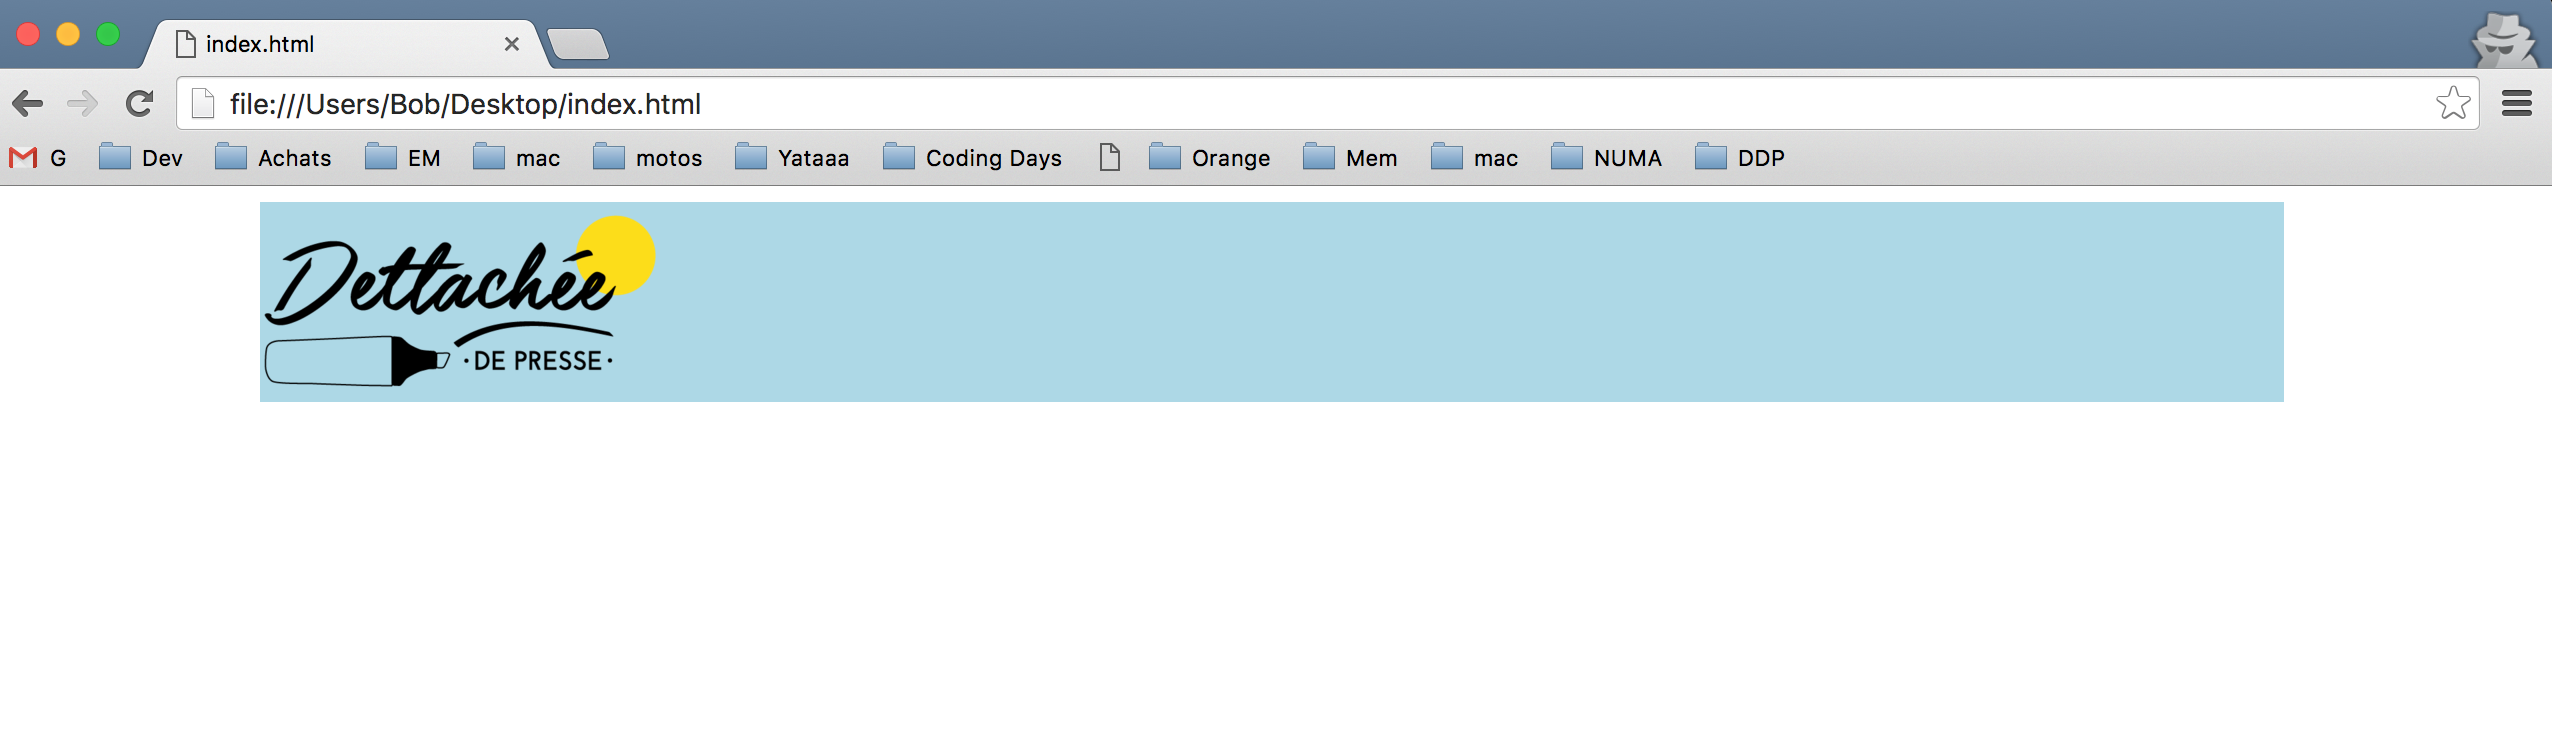 index.html
file:///Users/Bob/Desktop/index.html
G Dev Achats EM mac motos Yataaa Coding Days Orange Mem mac NUMA DDP
Dettachée
· DE PRESSE ·